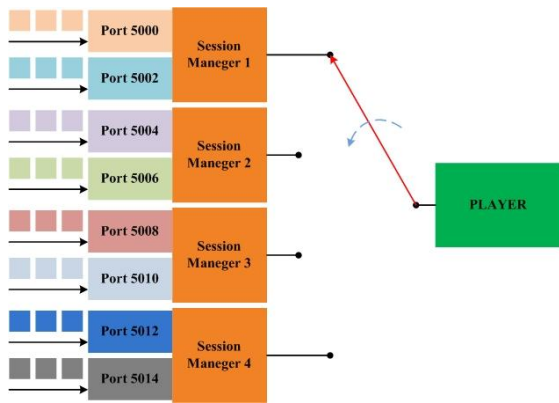 Port 5000
Session
Maneger 1
Port 5002
Port 5004
Session
Maneger 2
Port 5006
PLAYER
Port 5008
Session
Maneger 3
Port 5010
Port 5012
Session
Maneger 4
Port 5014